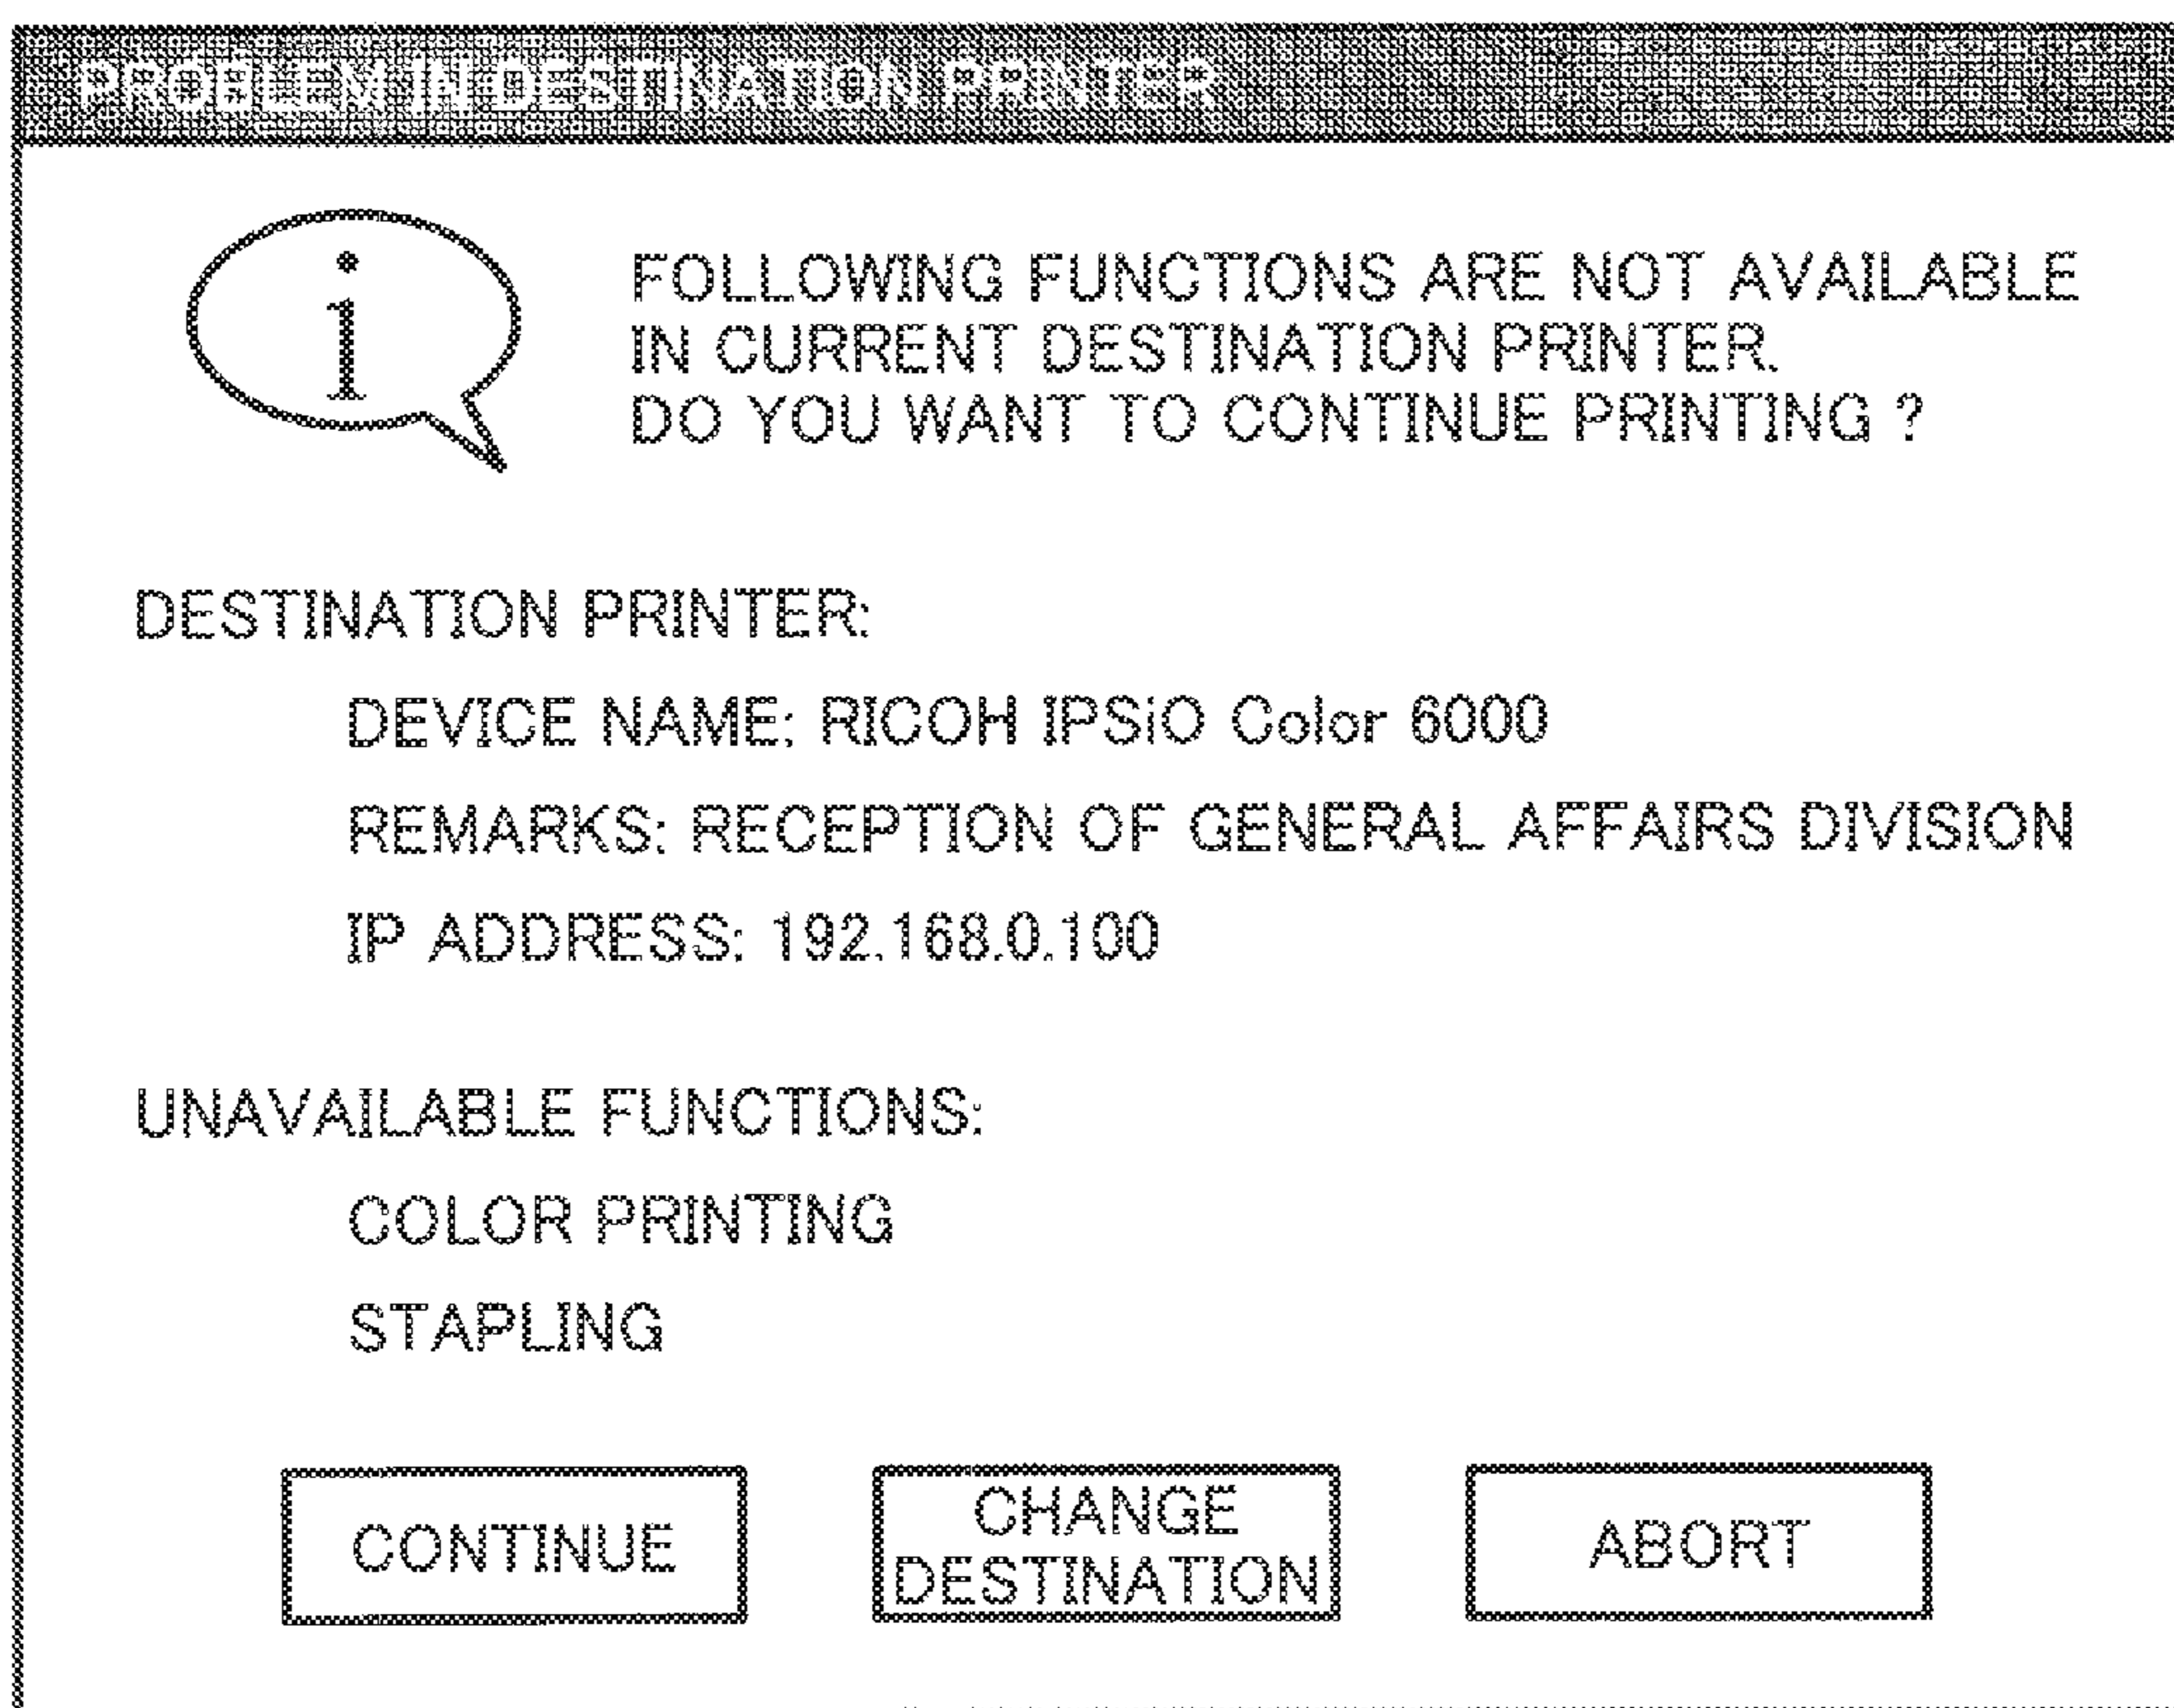 PROBLEM IN DESTINATION PRINTER
i
FOLLOWING FUNCTIONS ARE NOT AVAILABLE
IN CURRENT DESTINATION PRINTER.
DO YOU WANT TO CONTINUE PRINTING ?
DESTINATION PRINTER:
DEVICE NAME: RICOH IPSiO Color 6000
REMARKS: RECEPTION OF GENERAL AFFAIRS DIVISION
IP ADDRESS: 192.168.0.100
UNAVAILABLE FUNCTIONS:
COLOR PRINTING
STAPLING
CONTINUE
CHANGE
DESTINATION
ABORT